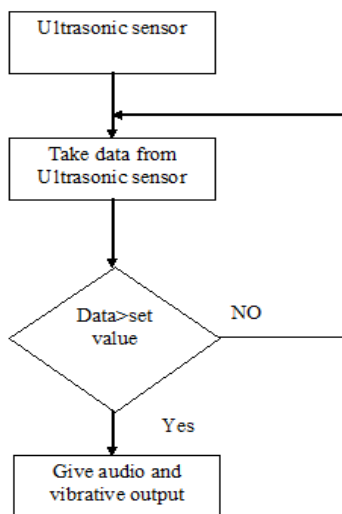 Ultrasonic sensor
Take data from
Ultrasonic sensor
Data>set
value
NO
Yes
Give audio and
vibrative output